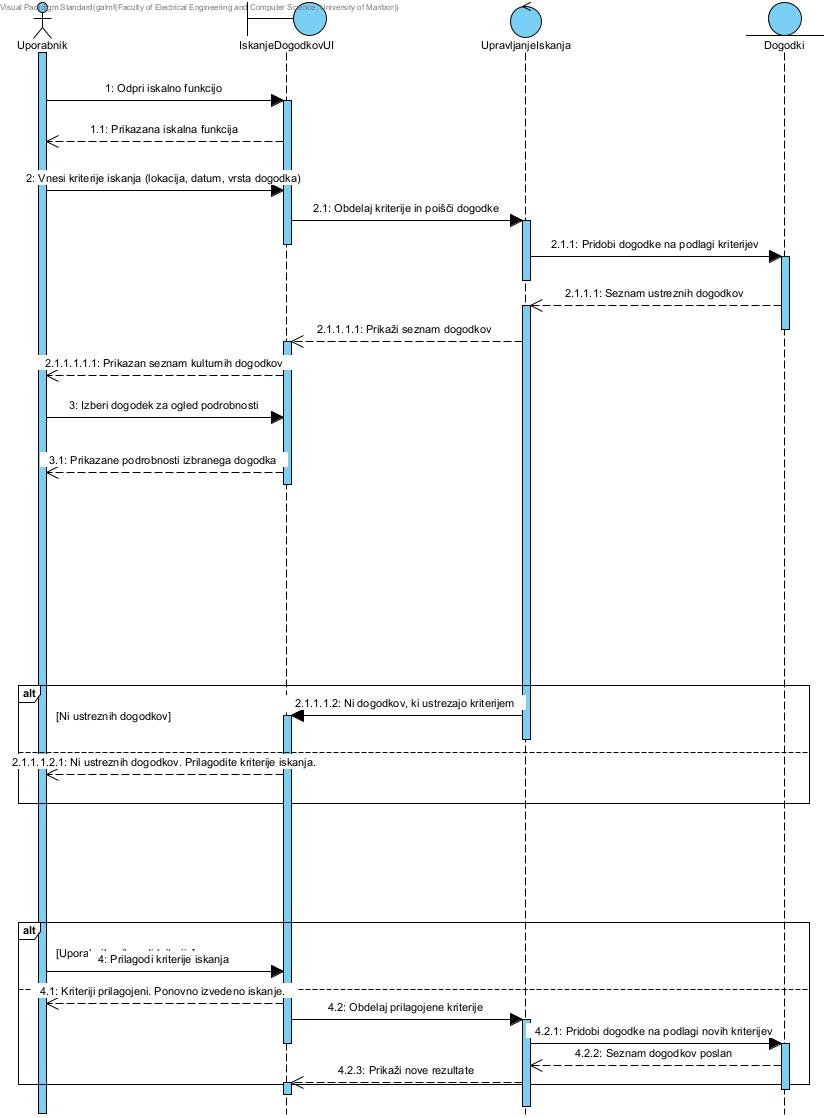 Visual Paradigm Standard(galmf(Faculty of Electrical Engineering and Computer Science, University of Maribor))
Uporabnik
IskanjeDogodkovUI
UpravljanjeIskanja
Dogodki
1: Odpri iskalno funkcijo
1.1: Prikazana iskalna funkcija
2: Vnesi kriterije iskanja (lokacija, datum, vrsta dogodka)
2.1: Obdelaj kriterije in poišči dogodke
2.1.1: Pridobi dogodke na podlagi kriterijev
2.1.1.1: Seznam ustreznih dogodkov
2.1.1.1.1: Prikaži seznam dogodkov
2.1.1.1.1.1: Prikazan seznam kulturnih dogodkov
3: Izberi dogodek za ogled podrobnosti
3.1: Prikazane podrobnosti izbranega dogodka
alt
2.1.1.1.2: Ni dogodkov, ki ustrezajo kriterijem
[Ni ustreznih dogodkov]
2.1.1.1.2.1: Ni ustreznih dogodkov. Prilagodite kriterije iskanja.
alt
4: Prilagodi kriterije iskanja
4.1: Kriteriji prilagojeni. Ponovno izvedeno iskanje.
4.2: Obdelaj prilagojene kriterije
4.2.1: Pridobi dogodke na podlagi novih kriterijev
4.2.2: Seznam dogodkov poslan
4.2.3: Prikaži nove rezultate